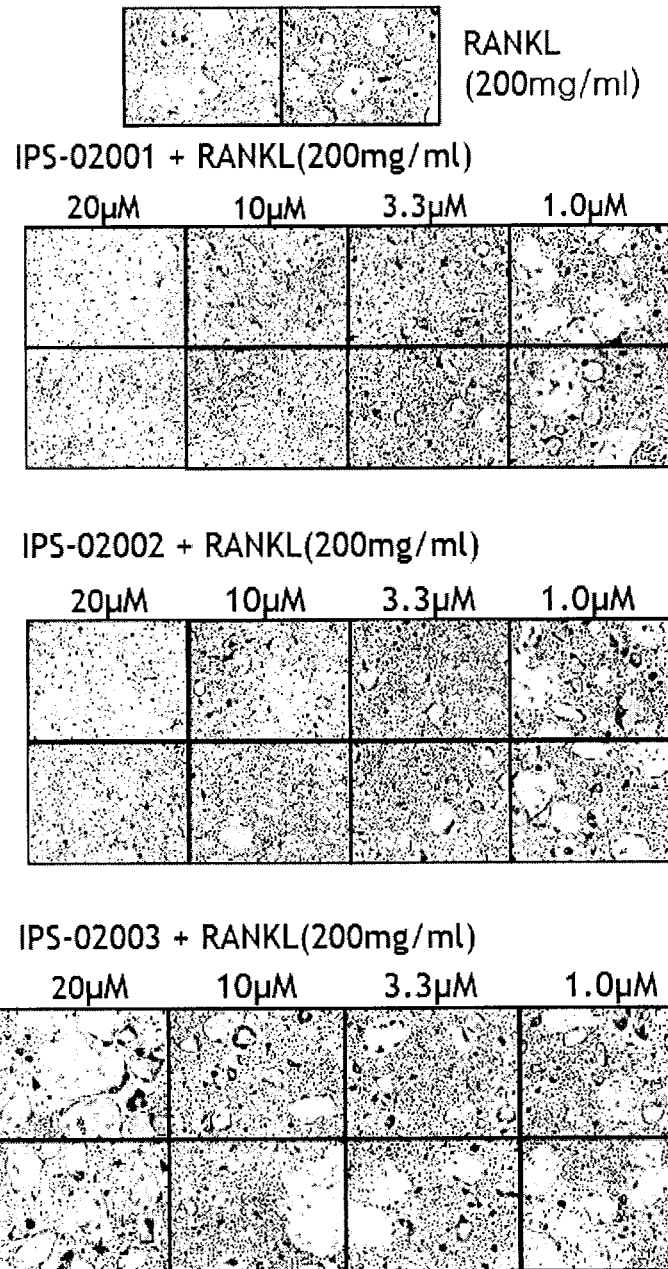 RANKL
(200mg/ml)
IPS-02001 + RANKL(200mg/ml)
20µM 10µM 3.3µM 1.0µM
IPS-02002 + RANKL(200mg/ml)
20µM 10µM 3.3µM 1.0µM
IPS-02003 + RANKL(200mg/ml)
20µM 10µM 3.3µM 1.0µM